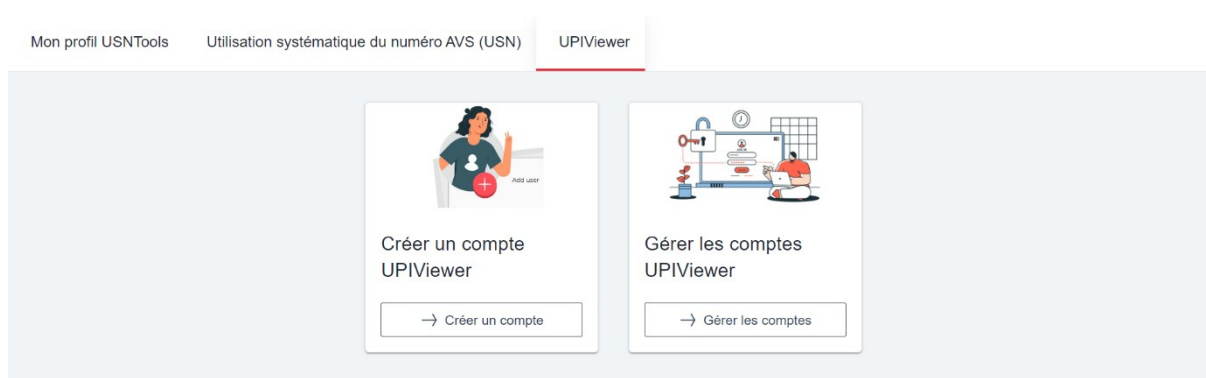 Mon profil USNTools
Utilisation systématique du numéro AVS (USN)
UPIViewer
Add user
Créer un compte
UPIViewer
→ Créer un compte
Gérer les comptes
UPIViewer
→ Gérer les comptes